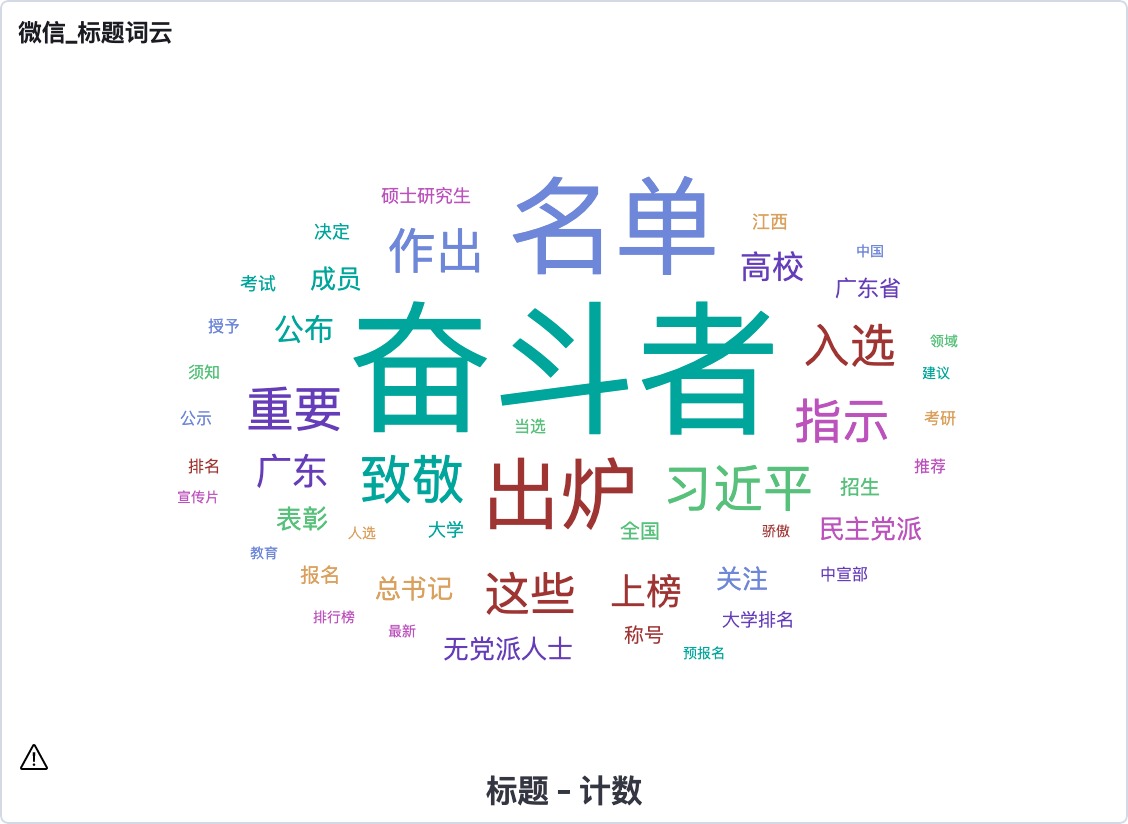 微信_标题词云
硕士研究生
名单
江西
决定
作出
高校
中国
考试
成员
广东省
授予
公布
奋斗者
入选
领域
须知
建议
公示
重要
当选
指示
考研
排名
广东
致敬
出炉
习近平
招生
推荐
宣传片
表彰
人选
大学
全国
骄傲
民主党派
教育
报名
总书记
这些
上榜
关注
中宣部
排行榜
最新
无党派人士
称号
大学排名
预报名
标题 - 计数